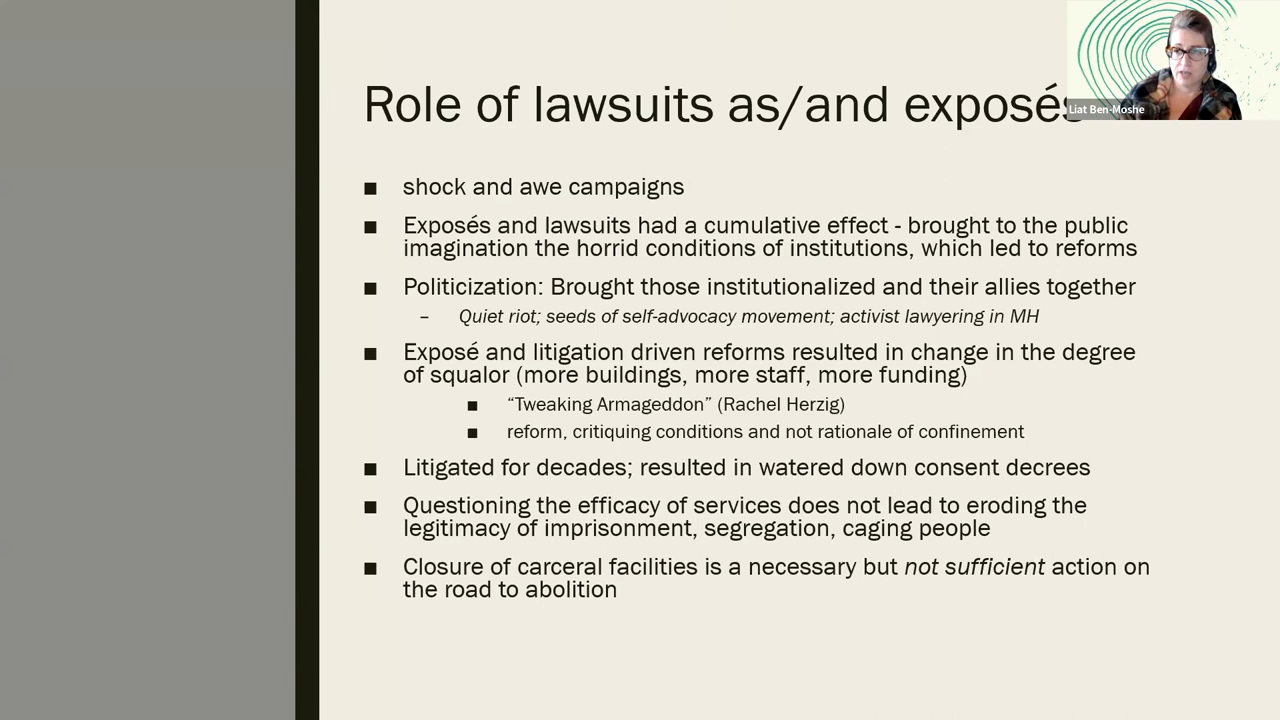 Role of lawsuits as/and exposés
Liat Ben-Moshe
■ shock and awe campaigns
■ Exposés and lawsuits had a cumulative effect - brought to the public
imagination the horrid conditions of institutions, which led to reforms
■ Politicization: Brought those institutionalized and their allies together
– Quiet riot; seeds of self-advocacy movement; activist lawyering in MH
■ Exposé and litigation driven reforms resulted in change in the degree
of squalor (more buildings, more staff, more funding)
■ “Tweaking Armageddon” (Rachel Herzig)
■ reform, critiquing conditions and not rationale of confinement
■ Litigated for decades; resulted in watered down consent decrees
■ Questioning the efficacy of services does not lead to eroding the
legitimacy of imprisonment, segregation, caging people
■ Closure of carceral facilities is a necessary but not sufficient action on
the road to abolition